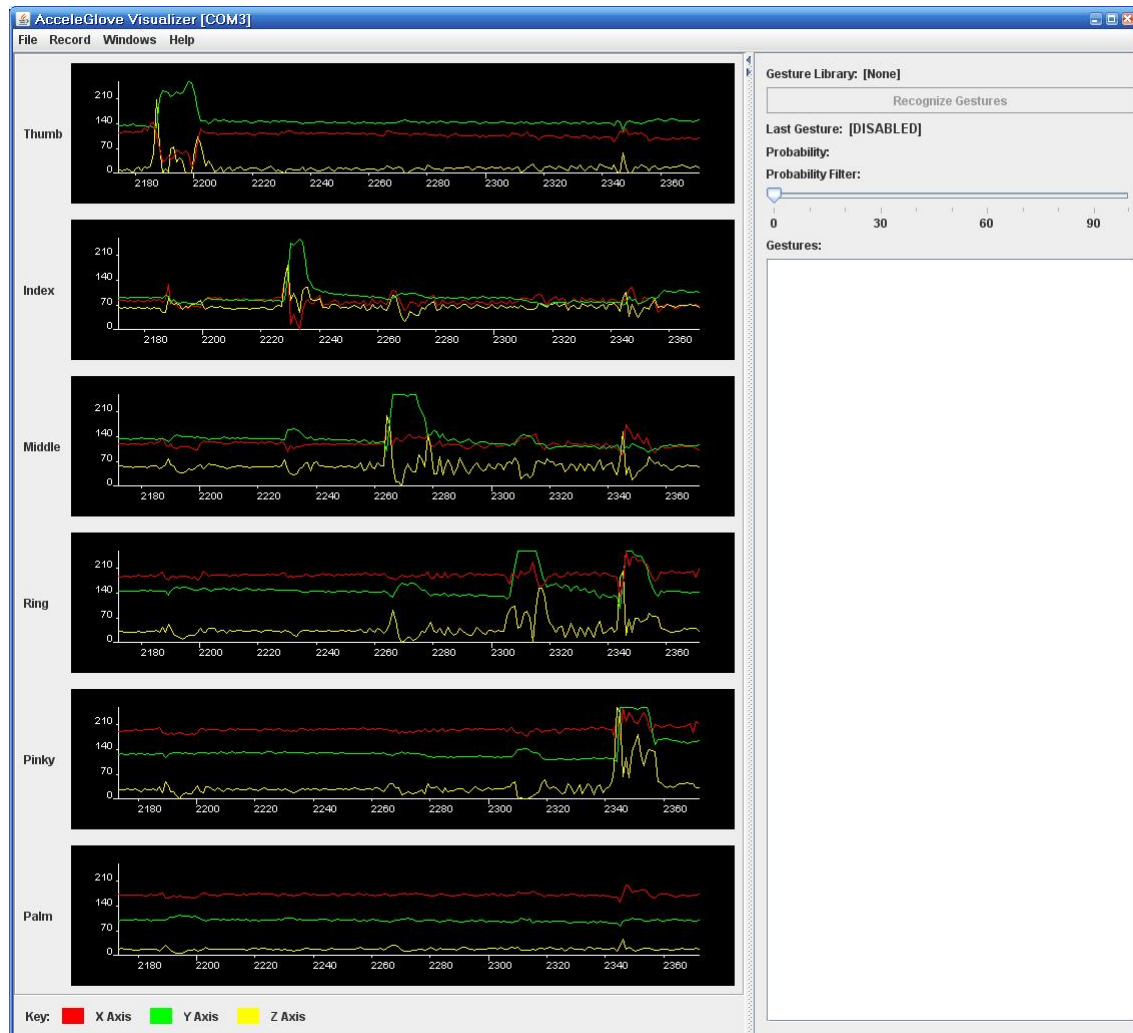 AcceleGlove Visualizer [COM3]
File Record Windows Help
Thumb
210
140
70
0
2180 2200 2220 2240 2260 2280 2300 2320 2340 2360
Index
210
140
70
0
2180 2200 2220 2240 2260 2280 2300 2320 2340 2360
Middle
210
140
70
0
2180 2200 2220 2240 2260 2280 2300 2320 2340 2360
Ring
210
140
70
0
2180 2200 2220 2240 2260 2280 2300 2320 2340 2360
Pinky
210
140
70
0
2180 2200 2220 2240 2260 2280 2300 2320 2340 2360
Palm
210
140
70
0
2180 2200 2220 2240 2260 2280 2300 2320 2340 2360
Key: X Axis Y Axis Z Axis
Gesture Library: [None]
Recognize Gestures
Last Gesture: [DISABLED]
Probability:
Probability Filter:
0 30 60 90
Gestures: